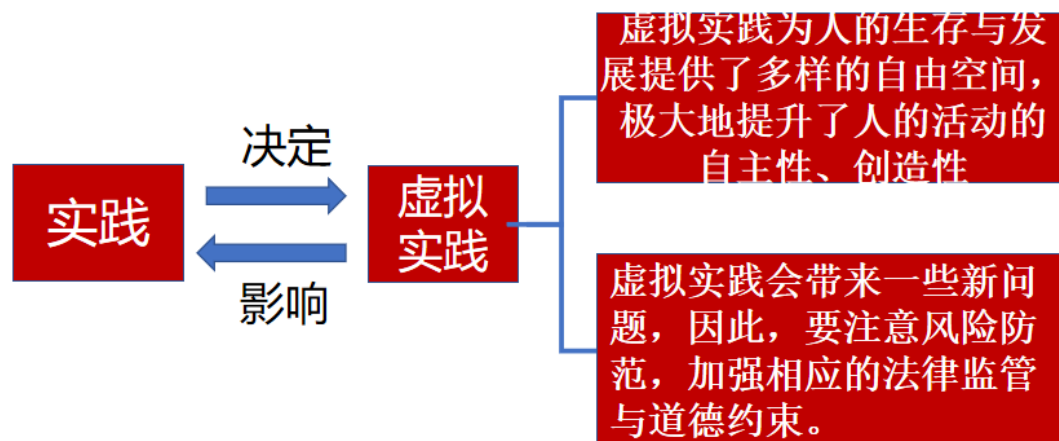 实践
决定
影响
虚拟
实践
虚拟实践为人的生存与发
展提供了多样的自由空间，
极大地提升了人的活动的
自主性、创造性
虚拟实践会带来一些新问
题，因此，要注意风险防
范，加强相应的法律监管
与道德约束。